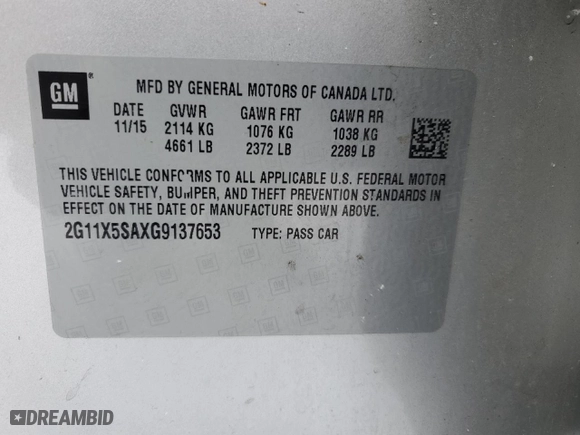 GM
MFD BY GENERAL MOTORS OF CANADA LTD.
DATE GVWR GAWR FRT GAWR RR
11/15 2114 KG 1076 KG 1038 KG
4661 LB 2372 LB 2289 LB
THIS VEHICLE CONFORMS TO ALL APPLICABLE U.S. FEDERAL MOTOR
VEHICLE SAFETY, BUMPER, AND THEFT PREVENTION STANDARDS IN
EFFECT ON THE DATE OF MANUFACTURE SHOWN ABOVE.
2G11X5SAXG9137653 TYPE: PASS CAR
DREAMBID